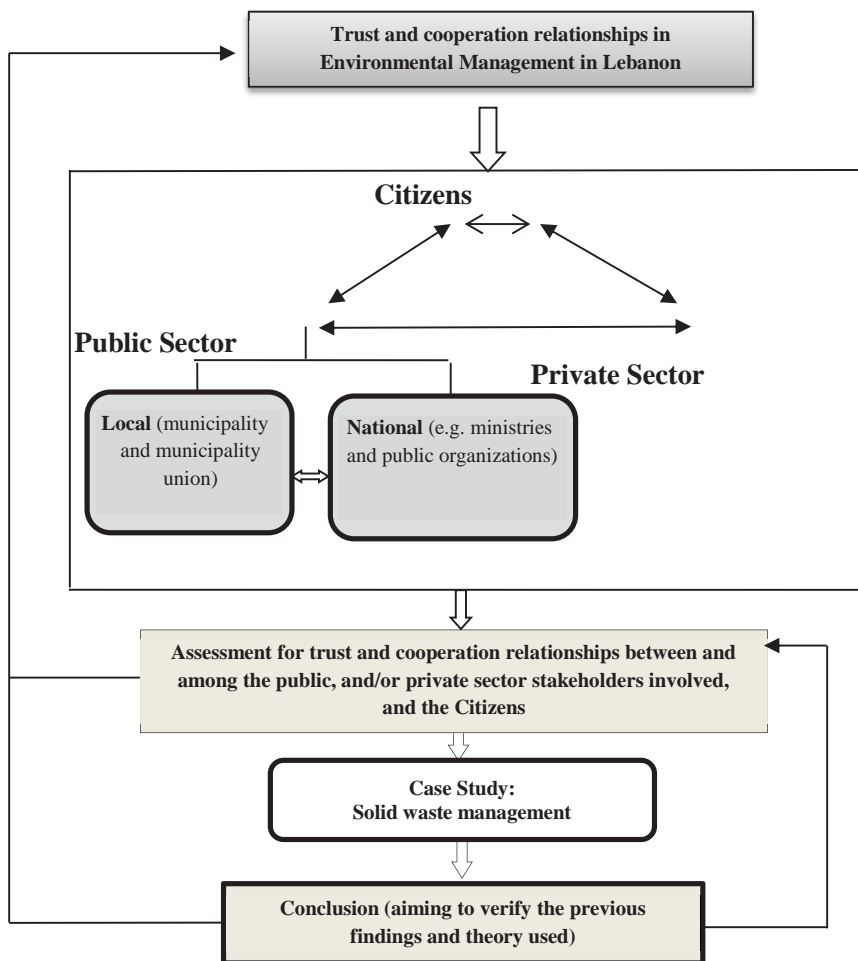 Trust and cooperation relationships in
Environmental Management in Lebanon
Citizens
Public Sector
Private Sector
Local (municipality
and municipality
union)
National (e.g. ministries
and public organizations)
Assessment for trust and cooperation relationships between and
among the public, and/or private sector stakeholders involved,
and the Citizens
Case Study:
Solid waste management
Conclusion (aiming to verify the previous
findings and theory used)